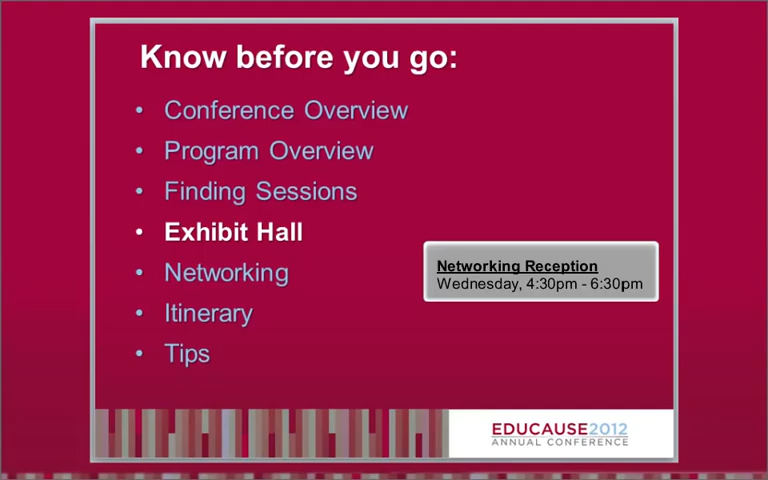 Know before you go:
• Conference Overview
• Program Overview
• Finding Sessions
• Exhibit Hall
• Networking
• Itinerary
• Tips
Networking Reception
Wednesday, 4:30pm - 6:30pm
EDUCAUSE2012
ANNUAL CONFERENCE